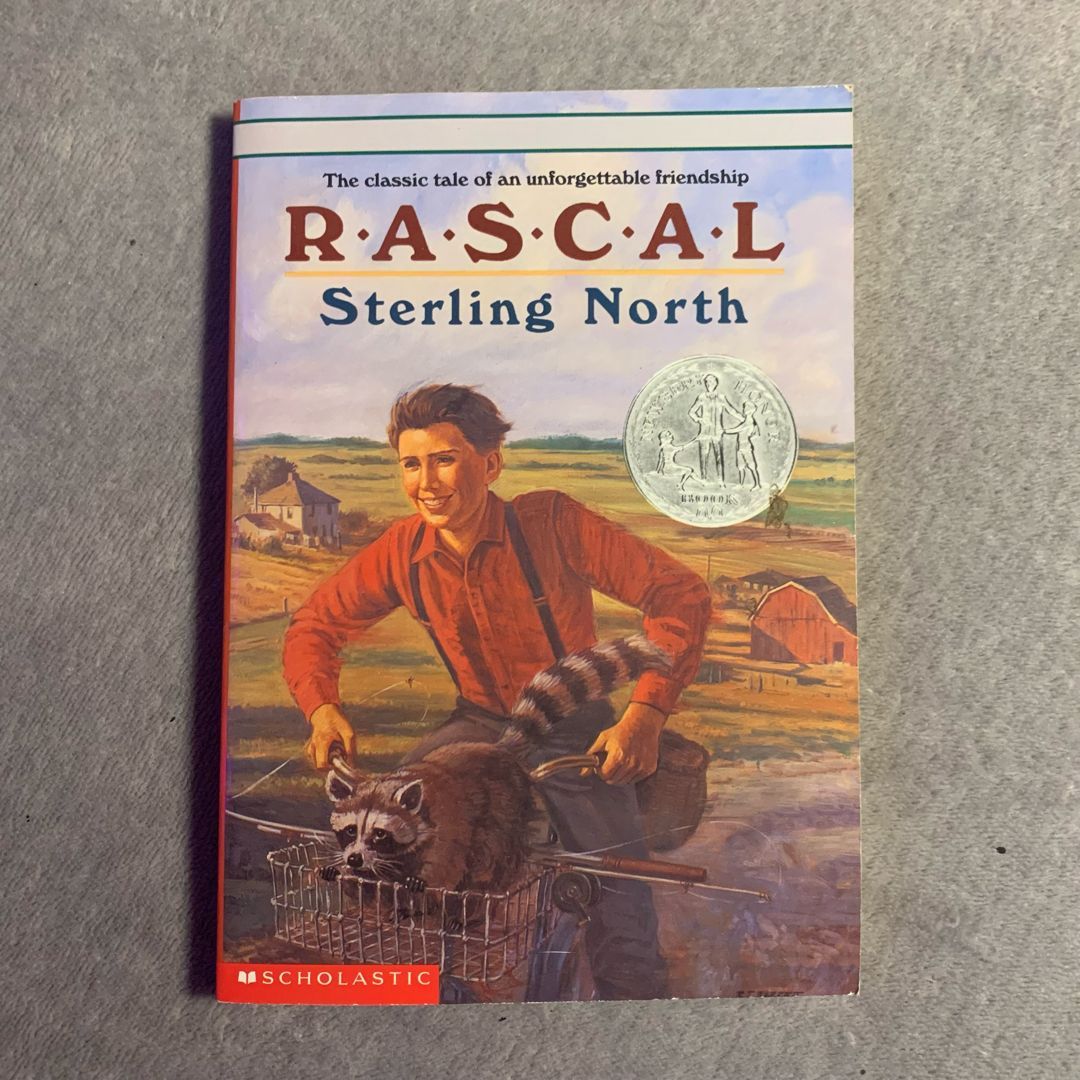 The classic tale of an unforgettable friendship
R·A·S·C·A·L
Sterling North
SCHOLASTIC